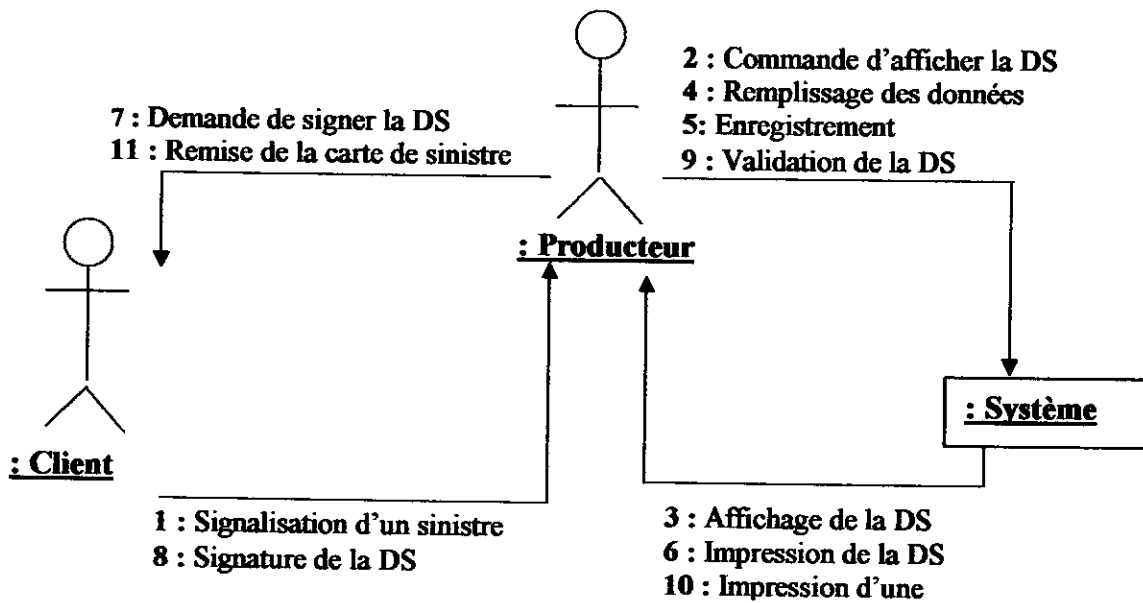 2 : Commande d'afficher la DS
4 : Remplissage des données
5: Enregistrement
9 : Validation de la DS
7 : Demande de signer la DS
11 : Remise de la carte de sinistre
: Producteur
: Système
: Client
1 : Signalisation d'un sinistre
8 : Signature de la DS
3 : Affichage de la DS
6 : Impression de la DS
10 : Impression d'une